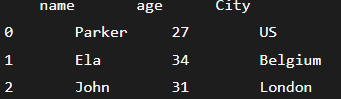 name age City
0 Parker 27 US
1 Ela 34 Belgium
2 John 31 London